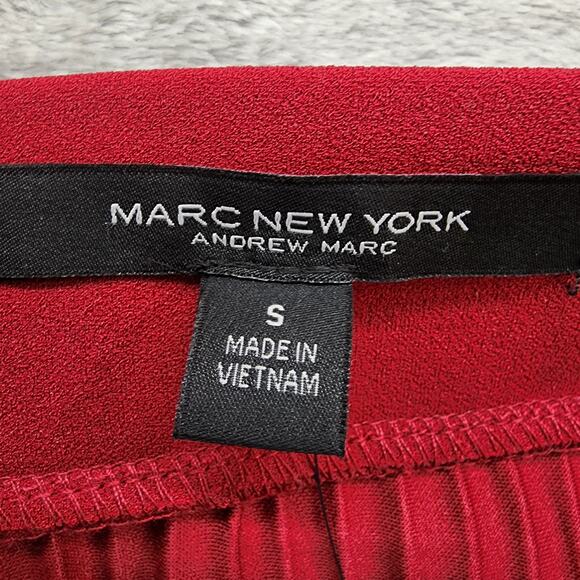 MARC NEW YORK
ANDREW MARC
S
MADE IN
VIETNAM